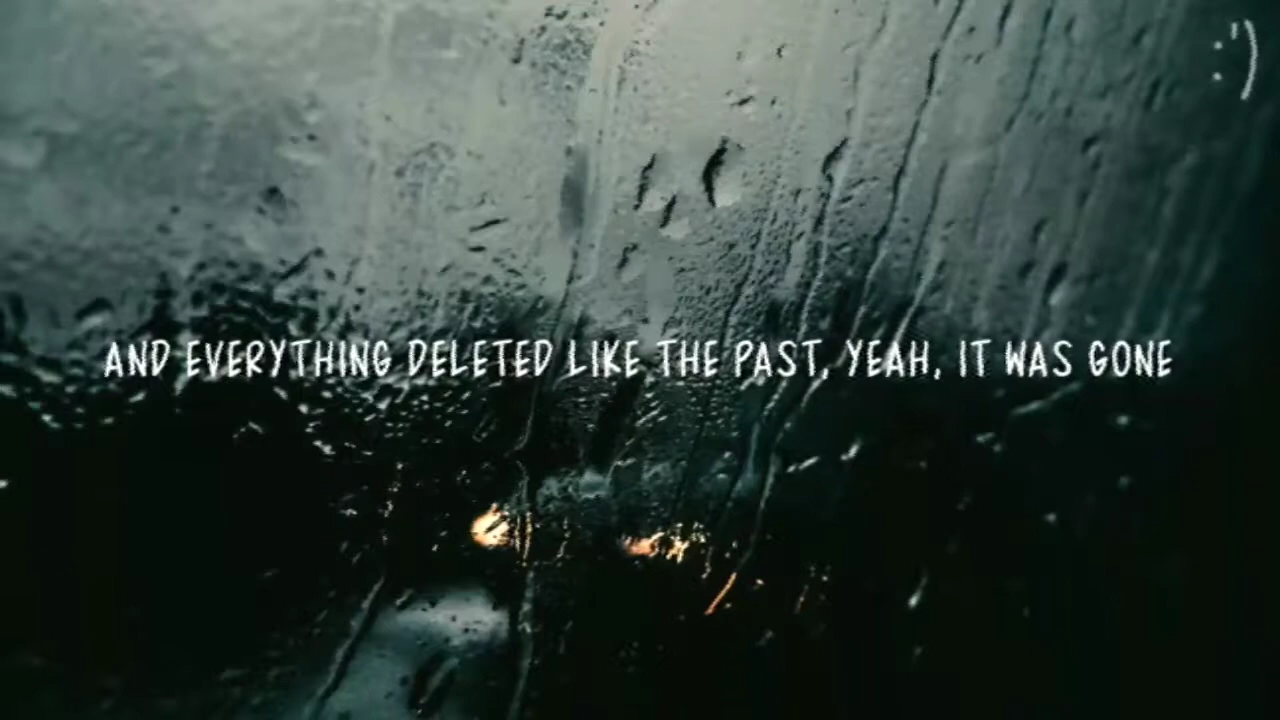 :')
AND EVERYTHING DELETED LIKE THE PAST, YEAH, IT WAS GONE